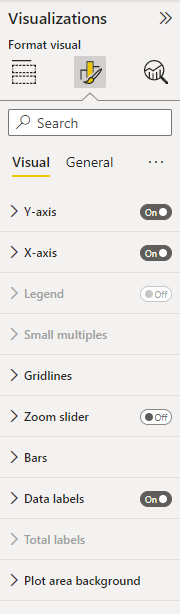 Visualizations
Format visual
Search
Visual General ...
Y-axis On
X-axis On
Legend Off
Small multiples
Gridlines
Zoom slider Off
Bars
Data labels On
Total labels
Plot area background